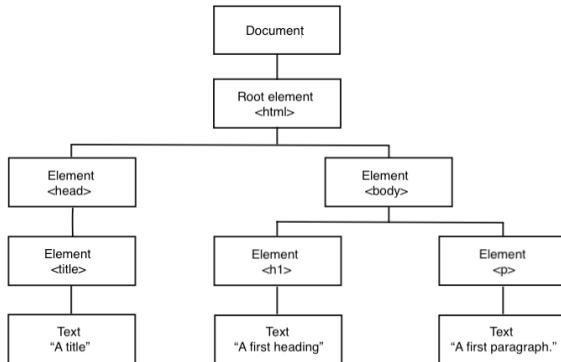 Document
Root element
<html>
Element
<head>
Element
<body>
Element
<title>
Element
<h1>
Element
<p>
Text
“A title”
Text
“A first heading”
Text
“A first paragraph.”